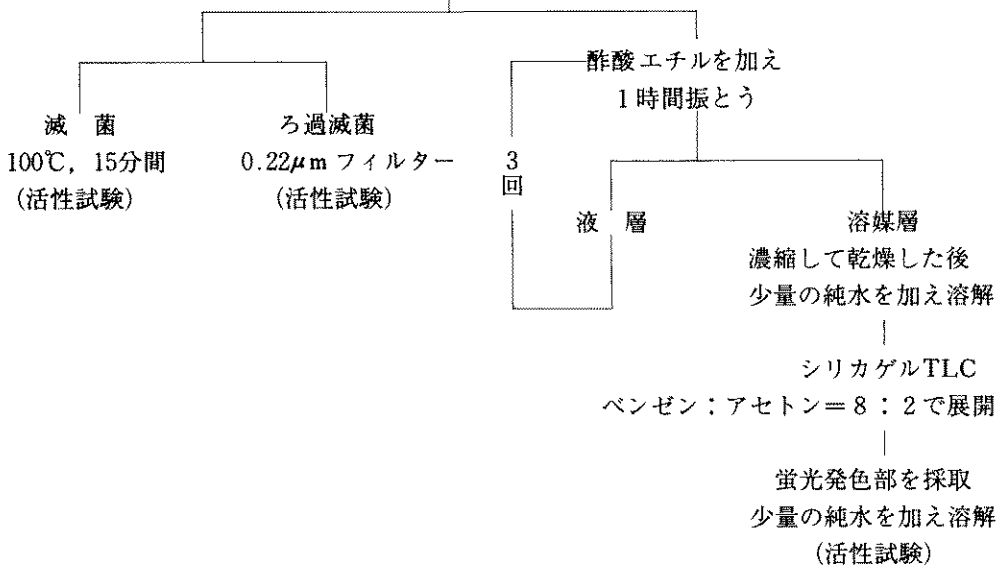 酢酸エチルを加え
1時間振とう
滅 菌
100℃, 15分間
(活性試験)
ろ過滅菌
0.22μm フィルター
(活性試験)
3
回
液 層
溶媒層
濃縮して乾燥した後
少量の純水を加え溶解
シリカゲルTLC
ベンゼン:アセトン=8:2で展開
蛍光発色部を採取
少量の純水を加え溶解
(活性試験)